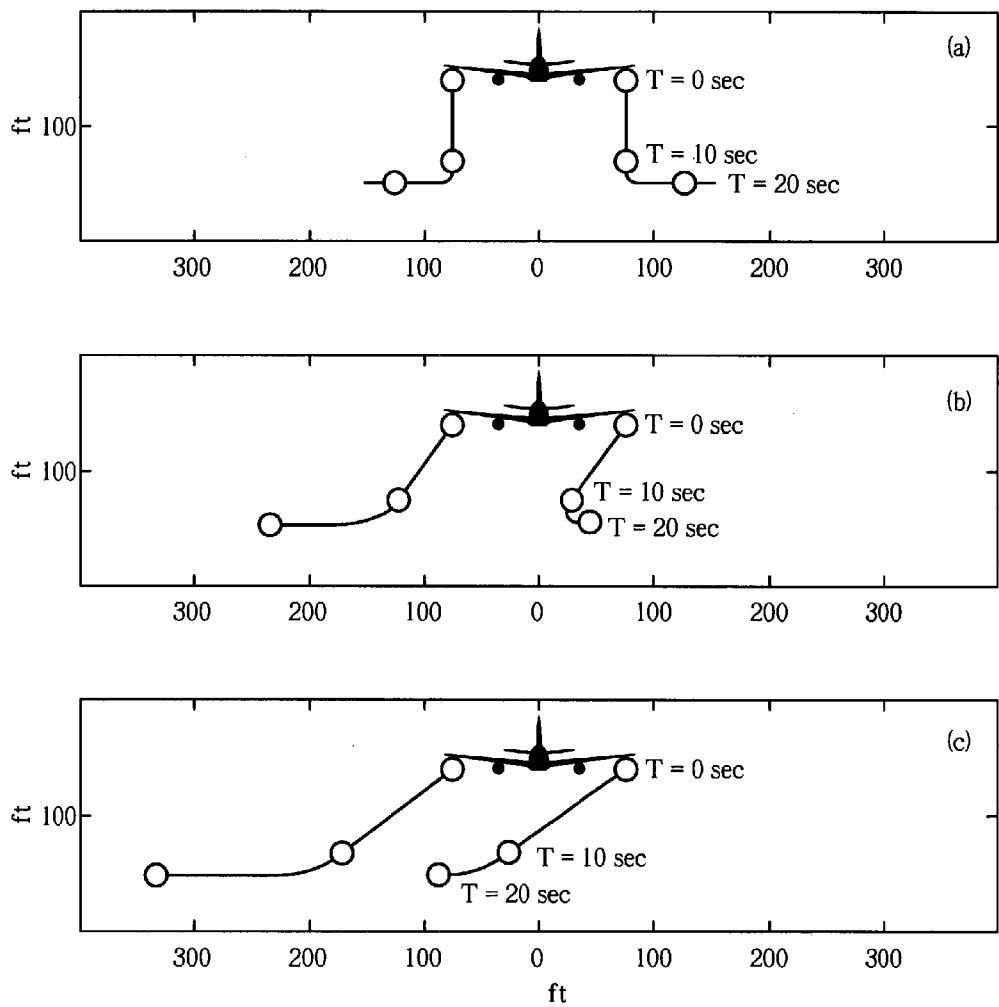 (a)
T = 0 sec
ft 100
T = 10 sec
T = 20 sec
300 200 100 0 100 200 300
(b)
T = 0 sec
ft 100
T = 10 sec
T = 20 sec
300 200 100 0 100 200 300
(c)
T = 0 sec
ft 100
T = 10 sec
T = 20 sec
300 200 100 0 100 200 300
ft